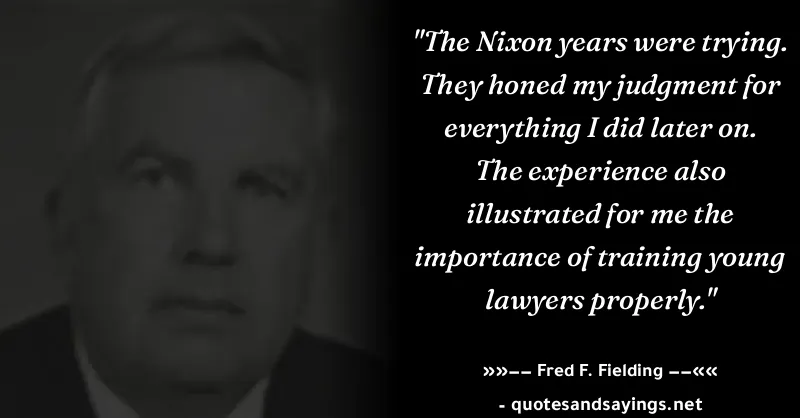 "The Nixon years were trying.
They honed my judgment for
everything I did later on.
The experience also
illustrated for me the
importance of training young
lawyers properly."
»»−− Fred F. Fielding −−««
- quotesandsayings.net